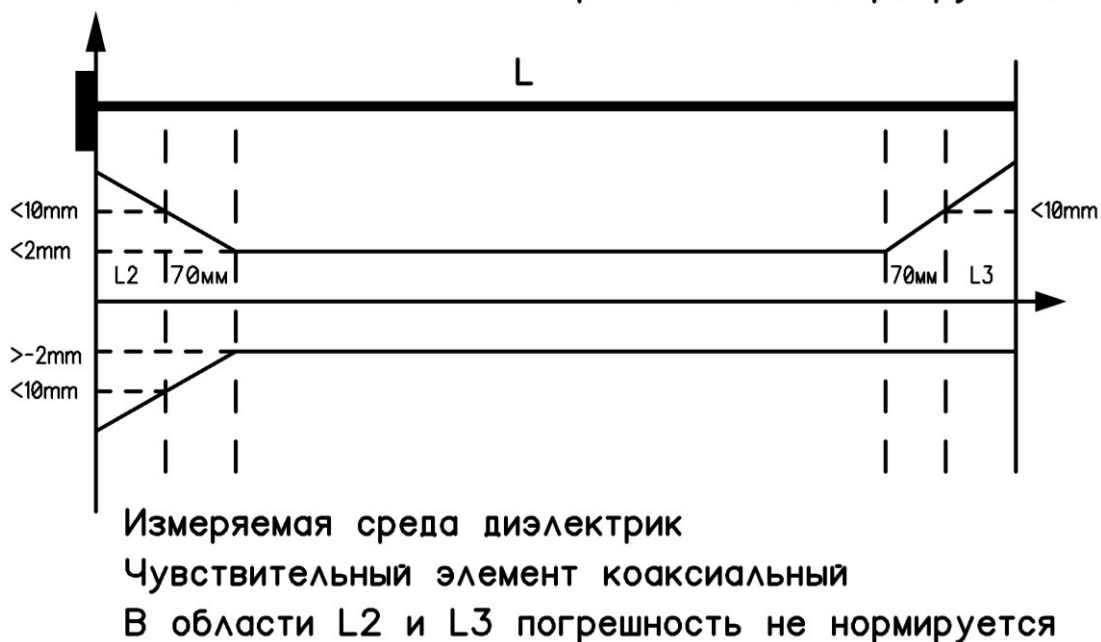 L
<10mm
<10mm
<2mm
L2
70мм
70мм
L3
>-2mm
<10mm
Измеряемая среда диэлектрик
Чувствительный элемент коаксиальный
В области L2 и L3 погрешность не нормируется